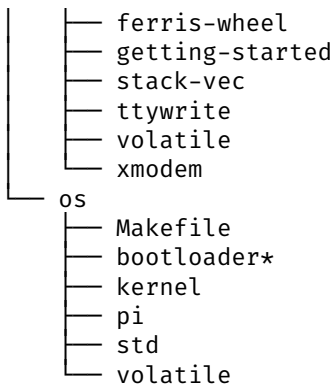 │   │   ├── ferris-wheel
│   │   ├── getting-started
│   │   ├── stack-vec
│   │   ├── ttywrite
│   │   ├── volatile
│   │   └── xmodem
└── os
    ├── Makefile
    ├── bootloader*
    ├── kernel
    ├── pi
    ├── std
    └── volatile